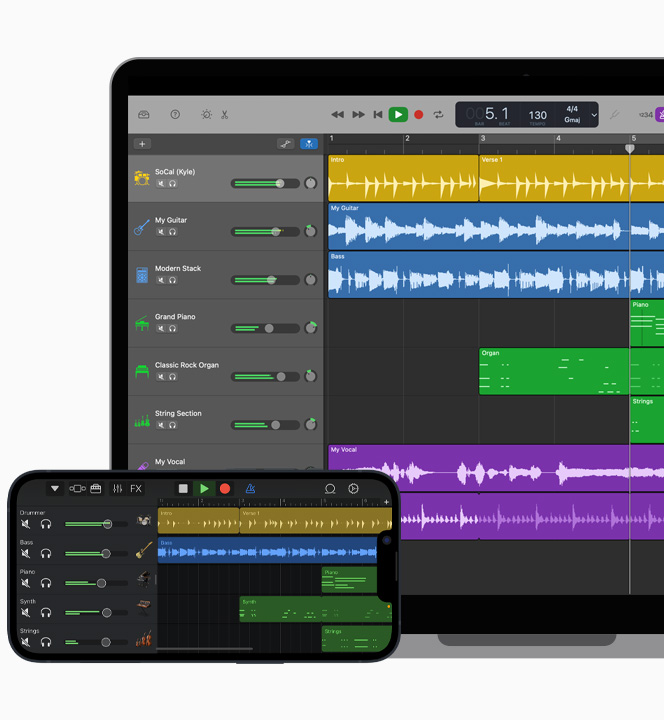 005.1
BAR
BEAT
130
TEMPO
4/4
Gmaj
1234
1
2
3
4
5
SoCal (Kyle)
Intro
Verse 1
My Guitar
My Guitar
Modern Stack
Bass
Grand Piano
Piano
Classic Rock Organ
Organ
String Section
Strings
My Vocal
My Vocal
FX
Drummer
Intro
Verse 1
Bass
Bass
Piano
Piano
Synth
Synth
Strings
Strings